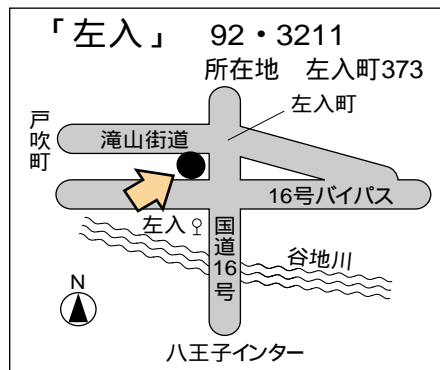 「左入」 92・3211
所在地 左入町373
左入町
戸吹町
滝山街道
16号バイパス
左入
国道16号
谷地川
N
八王子インター